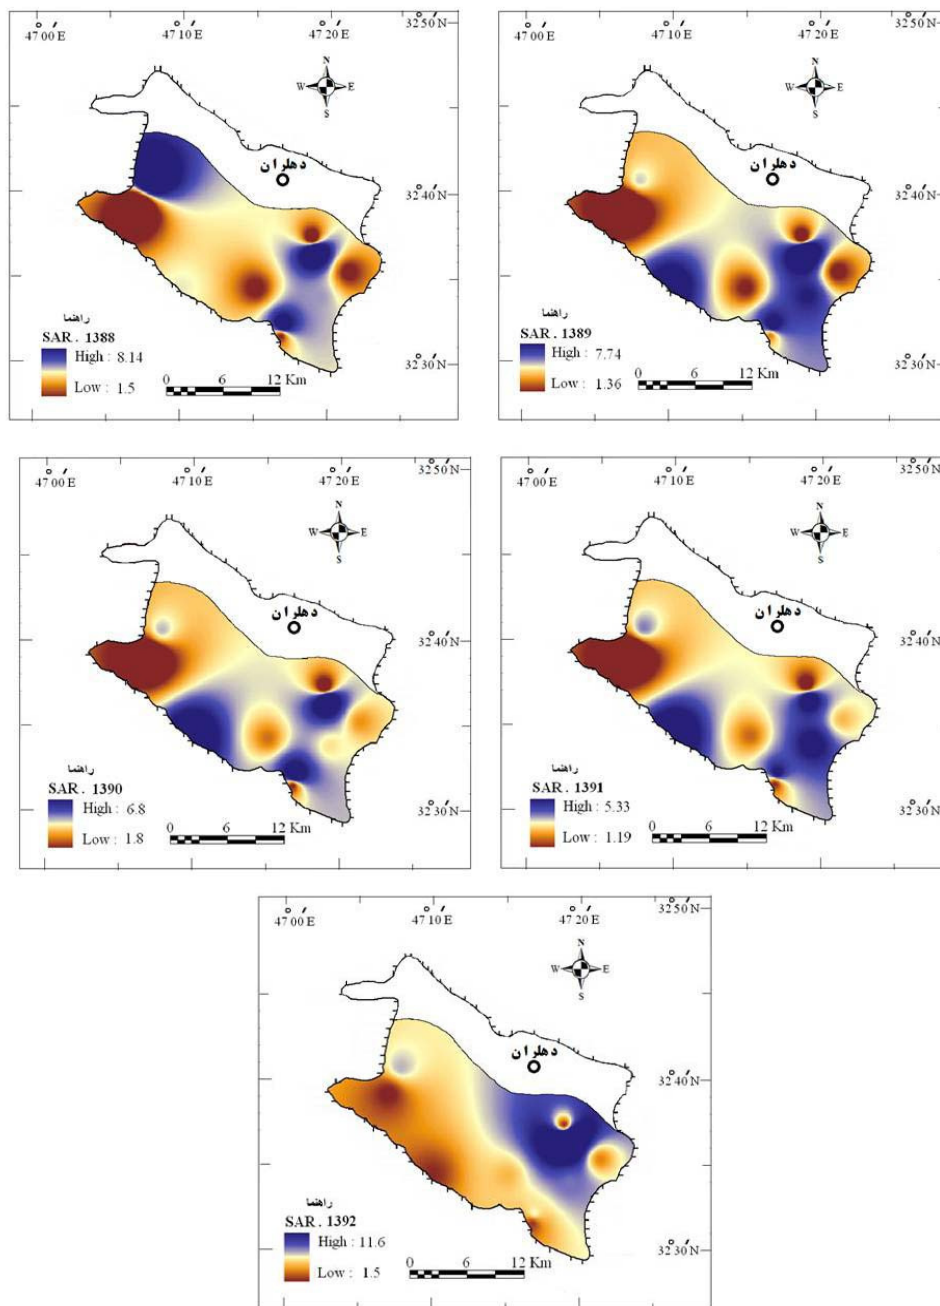 47 00 E 47 10 E 47 20 E
32 50 N
N
W E
S
دهلران
32 40 N
راهنما
SAR . 1388
High : 8.14
Low : 1.5
0 6 12 Km
32 30 N
47 00 E 47 10 E 47 20 E
32 50 N
N
W E
S
دهلران
32 40 N
راهنما
SAR . 1389
High : 7.74
Low : 1.36
0 6 12 Km
32 30 N
47 00 E 47 10 E 47 20 E
32 50 N
N
W E
S
دهلران
32 40 N
راهنما
SAR . 1390
High : 6.8
Low : 1.8
0 6 12 Km
32 30 N
47 00 E 47 10 E 47 20 E
32 50 N
N
W E
S
دهلران
32 40 N
راهنما
SAR . 1391
High : 5.33
Low : 1.19
0 6 12 Km
32 30 N
47 00 E 47 10 E 47 20 E
32 50 N
N
W E
S
دهلران
32 40 N
راهنما
SAR . 1392
High : 11.6
Low : 1.5
0 6 12 Km
32 30 N